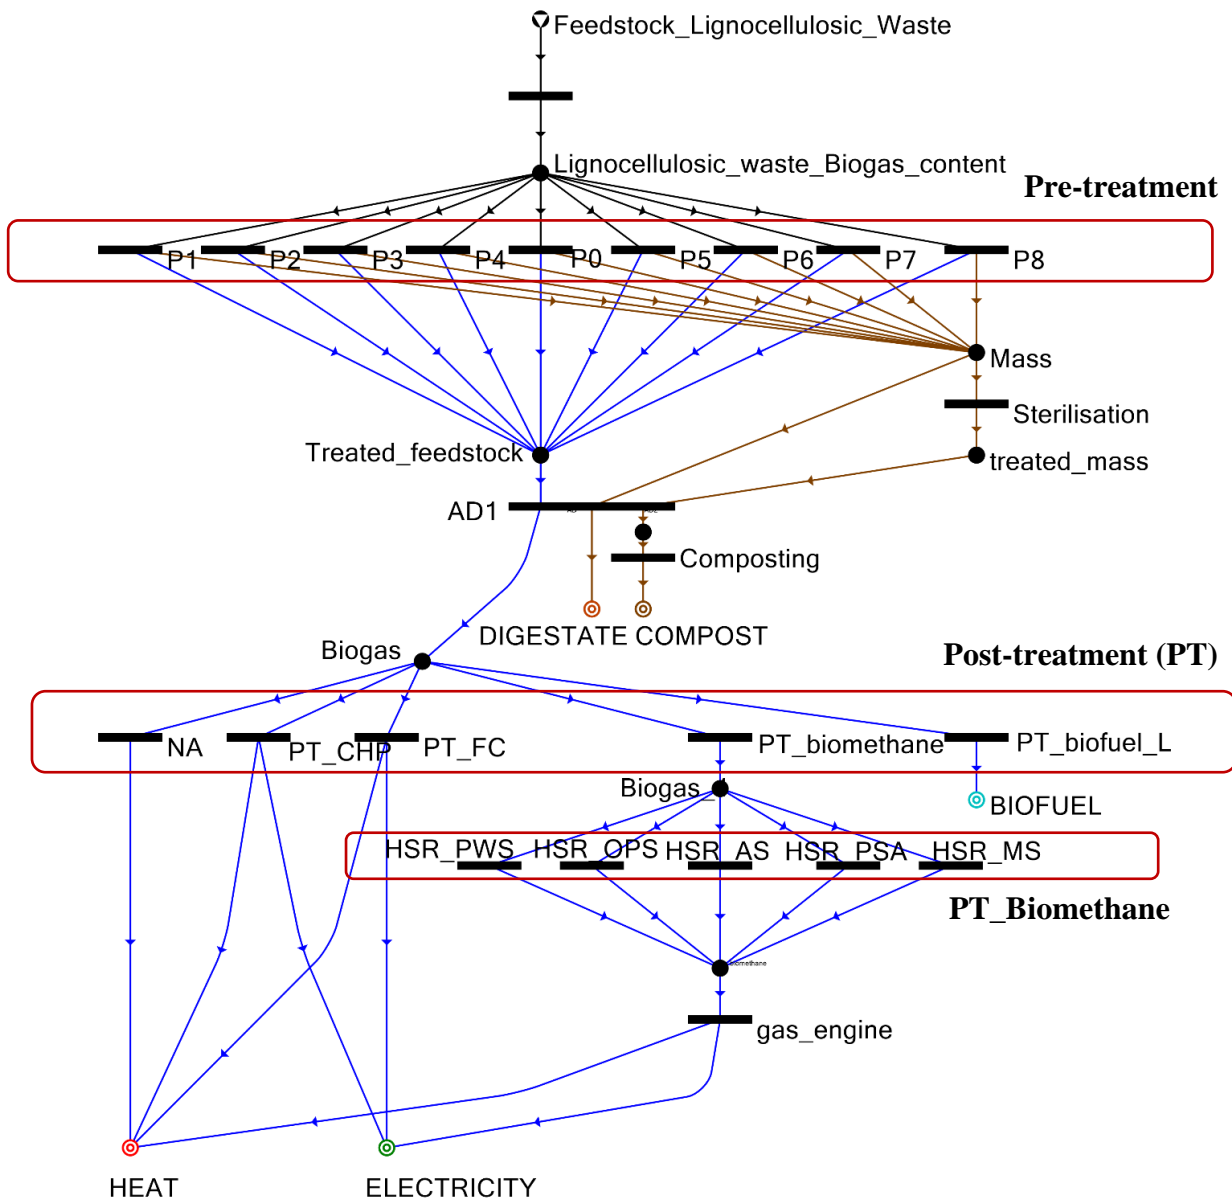 Feedstock_Lignocellulosic_Waste
Lignocellulosic_waste_Biogas_content
Pre-treatment
P1 P2 P3 P4 P0 P5 P6 P7 P8
Mass
Sterilisation
Treated_feedstock
treated_mass
AD1
Composting
DIGESTATE COMPOST
Biogas
Post-treatment (PT)
NA PT_CHP PT_FC PT_biomethane PT_biofuel_L
Biogas_
BIOFUEL
HSR_PWS HSR_OPS HSR_AS HSR_PSA HSR_MS
PT_Biomethane
biomethane
gas_engine
HEAT ELECTRICITY